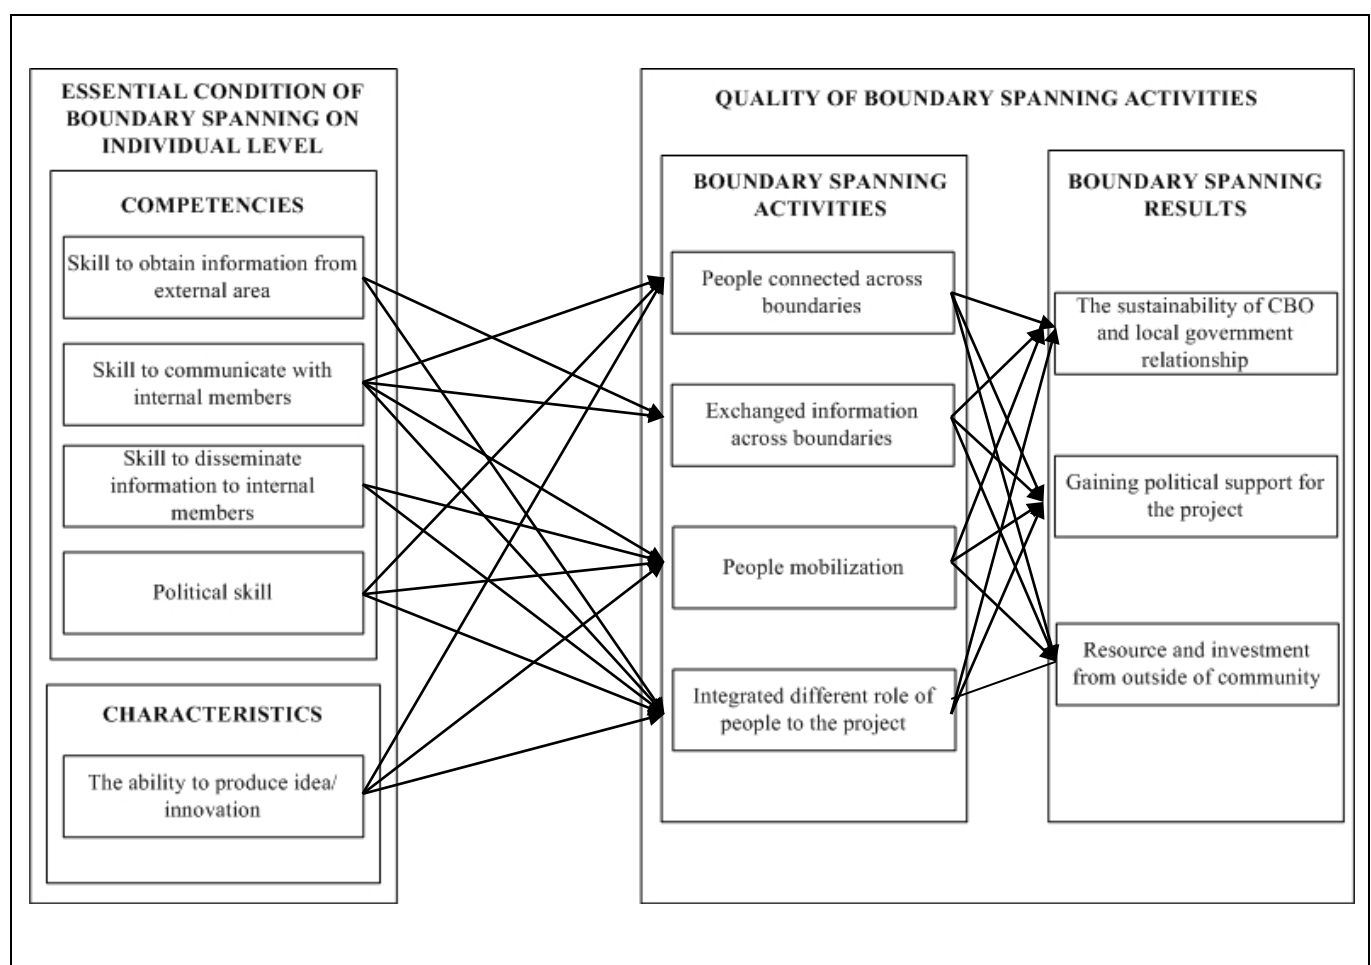 ESSENTIAL CONDITION OF
BOUNDARY SPANNING ON
INDIVIDUAL LEVEL
COMPETENCIES
Skill to obtain information from
external area
Skill to communicate with
internal members
Skill to disseminate
information to internal
members
Political skill
CHARACTERISTICS
The ability to produce idea/
innovation
QUALITY OF BOUNDARY SPANNING ACTIVITIES
BOUNDARY SPANNING
ACTIVITIES
People connected across
boundaries
Exchanged information
across boundaries
People mobilization
Integrated different role of
people to the project
BOUNDARY SPANNING
RESULTS
The sustainability of CBO
and local government
relationship
Gaining political support for
the project
Resource and investment
from outside of community